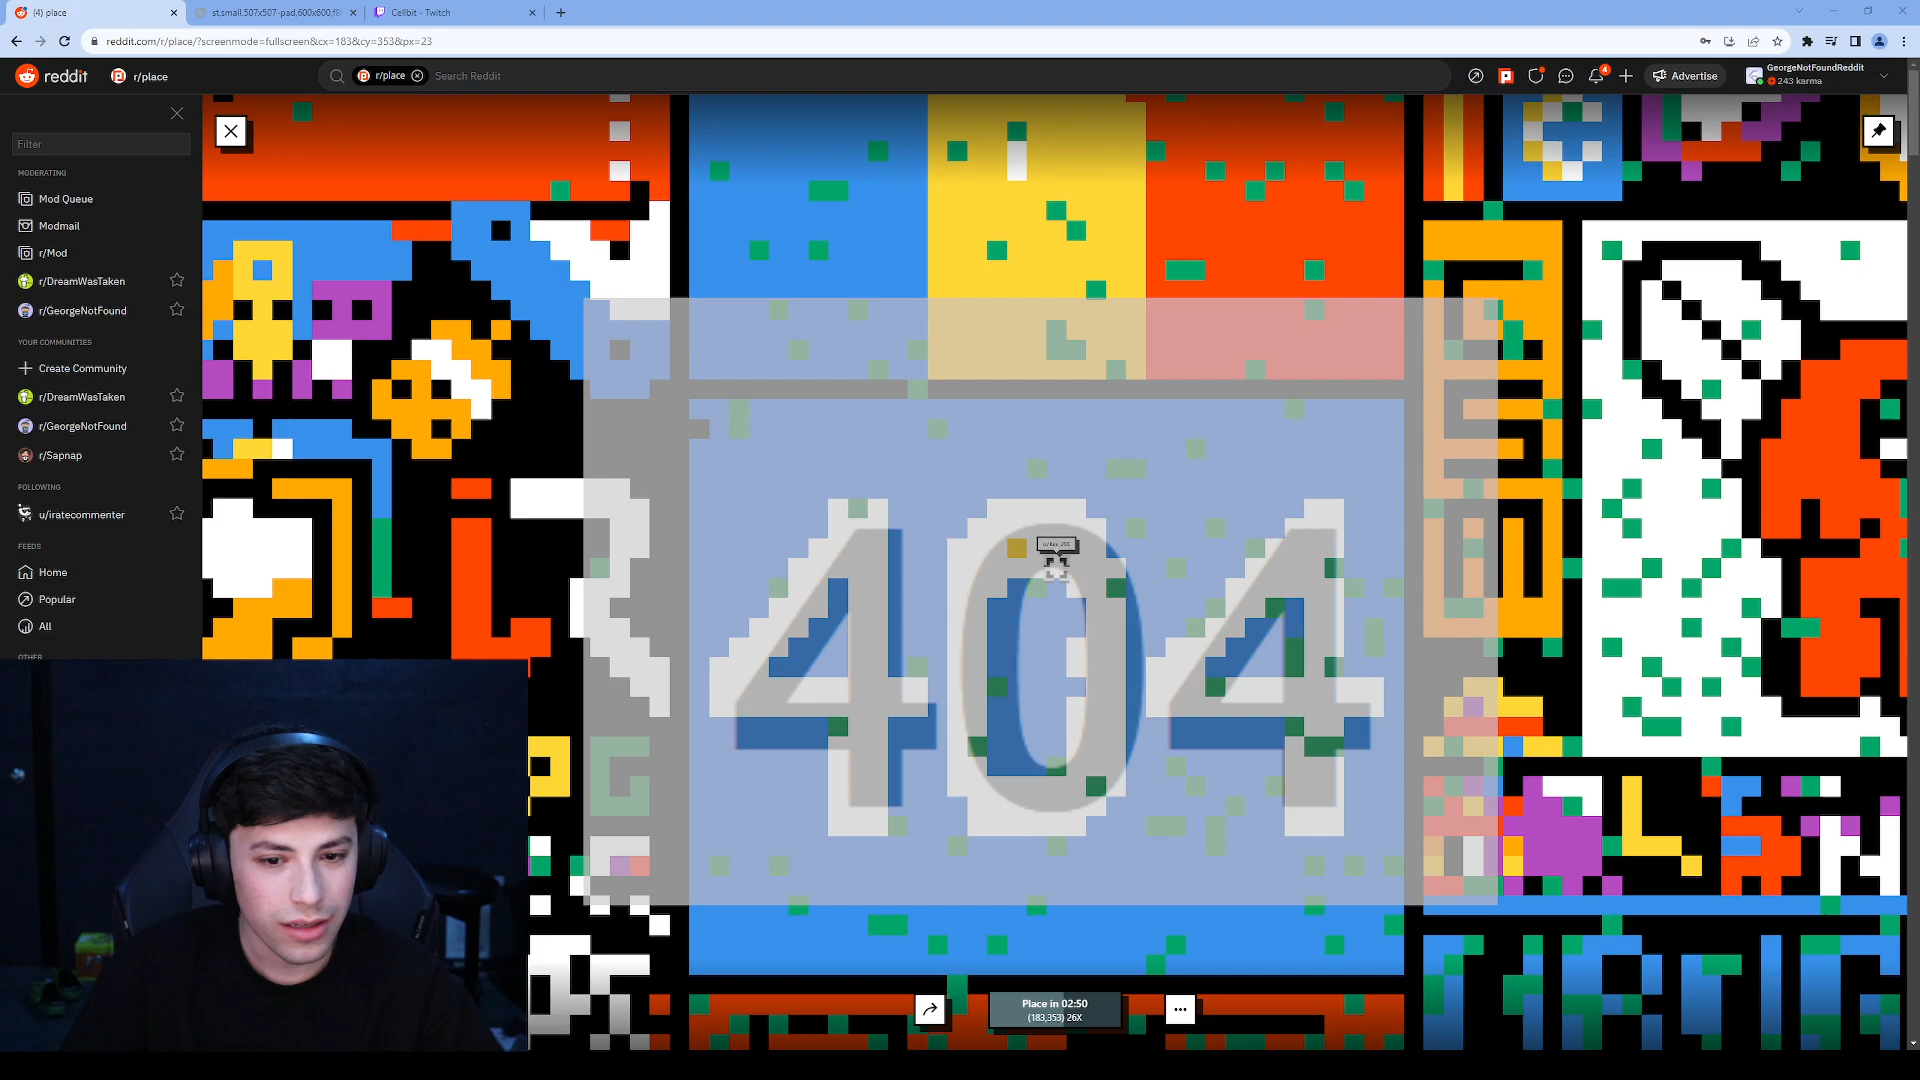 (4) place
st,small,507x507-pad,600x600,f8
Cellbit - Twitch
reddit.com/r/place/?screenmode=fullscreen&cx=183&cy=353&px=23
reddit
r/place
r/place
Search Reddit
4
Advertise
GeorgeNotFoundReddit
243 karma
Filter
MODERATING
Mod Queue
Modmail
r/Mod
r/DreamWasTaken
r/GeorgeNotFound
YOUR COMMUNITIES
Create Community
r/DreamWasTaken
r/GeorgeNotFound
r/Sapnap
FOLLOWING
u/iratecommenter
FEEDS
Home
Popular
All
OTHER
404
Place in 02:50
(183,353) 26X